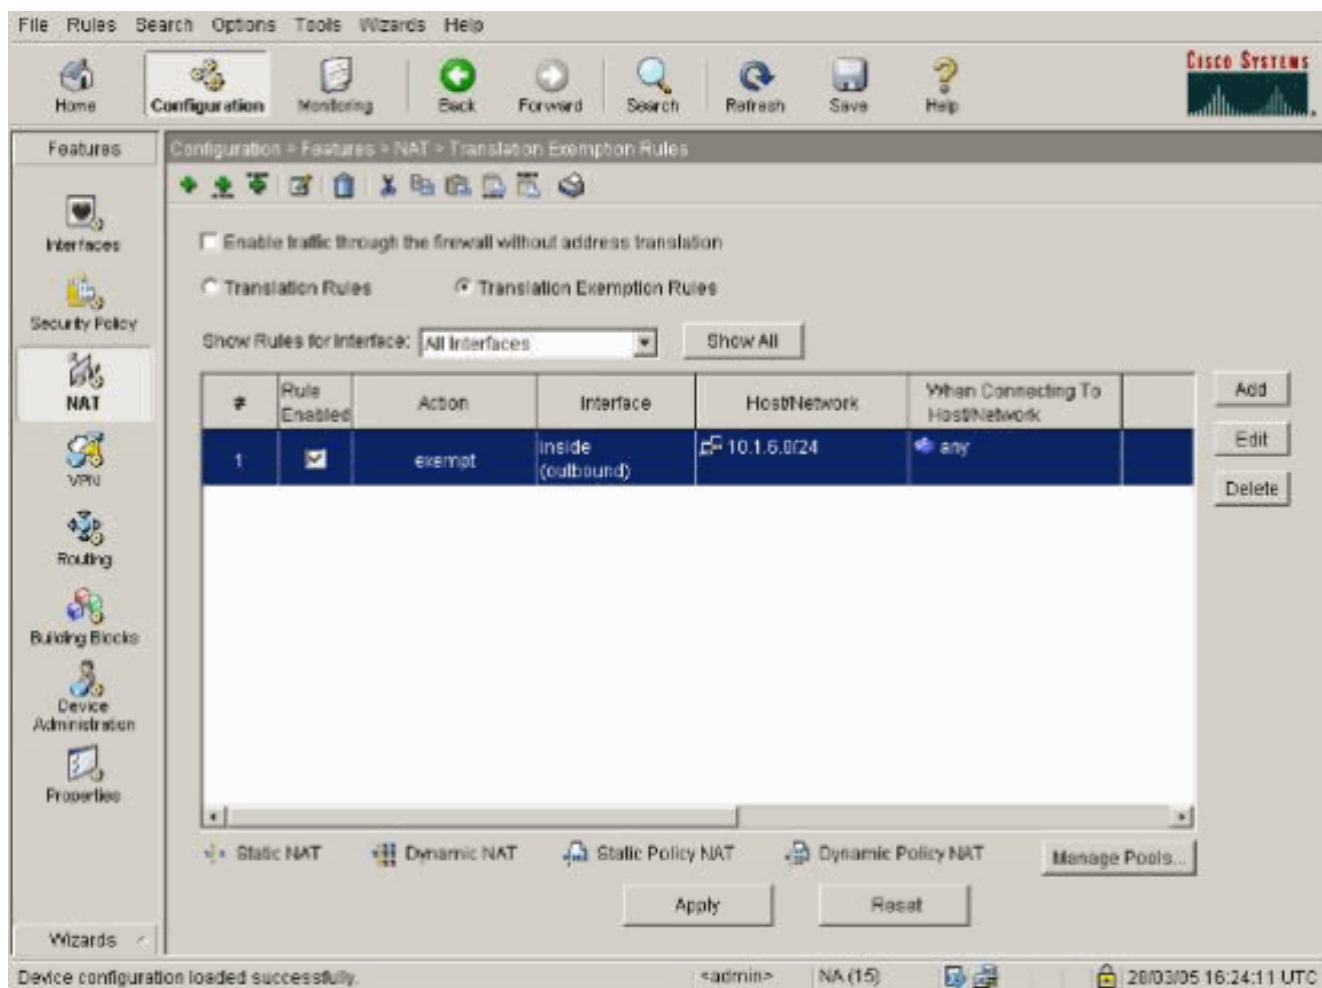 File Rules Search Options Tools Wizards Help
Home Configuration Monitoring Back Forward Search Refresh Save Help
CISCO SYSTEMS
Features
Configuration > Features > NAT > Translation Exemption Rules
Interfaces
Security Policy
NAT
VPN
Routing
Building Blocks
Device
Administration
Properties
Wizards
Enable traffic through the firewall without address translation
Translation Rules Translation Exemption Rules
Show Rules for Interface: All Interfaces Show All
# Rule Enabled Action Interface Host/Network When Connecting To Host/Network
1 exempt inside (outbound) 10.1.6.0/24 any
Add
Edit
Delete
Static NAT Dynamic NAT Static Policy NAT Dynamic Policy NAT Manage Pools...
Apply Reset
Device configuration loaded successfully. <admin> NA (15) 28/03/05 16:24:11 UTC